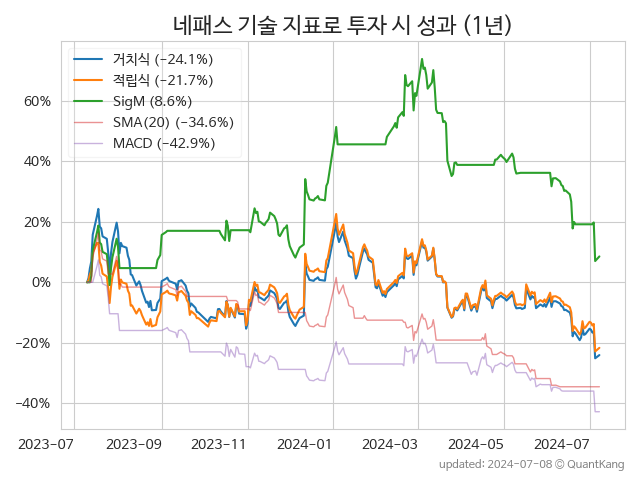 네패스 기술 지표로 투자 시 성과 (1년)
거치식 (−24.1%)
적립식 (−21.7%)
SigM (8.6%)
SMA(20) (−34.6%)
MACD (−42.9%)
60%
40%
20%
0%
−20%
−40%
2023-07
2023-09
2023-11
2024-01
2024-03
2024-05
2024-07
updated: 2024-07-08 © QuantKang